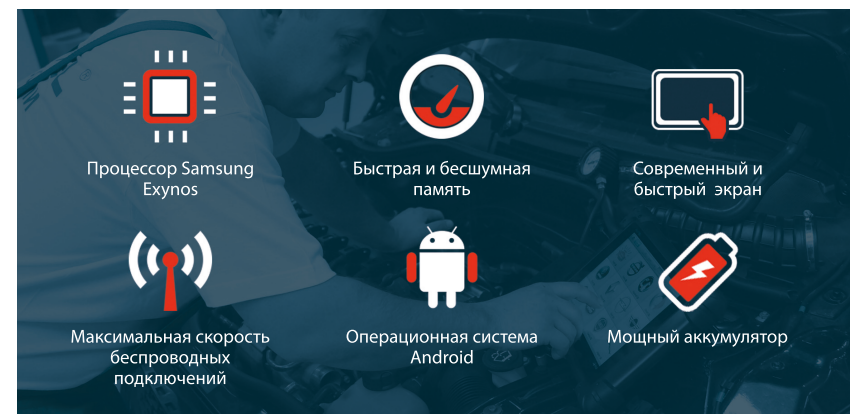 Процессор Samsung
Exynos
Быстрая и бесшумная
память
Современный и
быстрый экран
Максимальная скорость
беспроводных
подключений
Операционная система
Android
Мощный аккумулятор